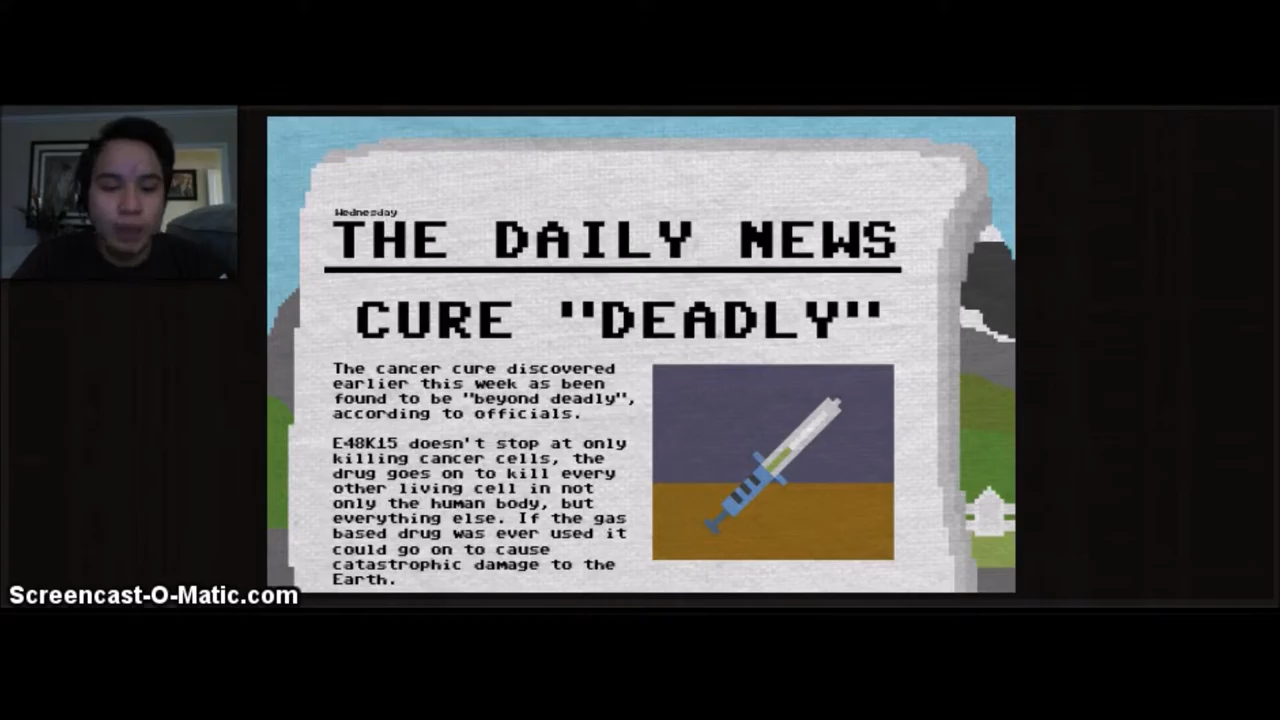 Wednesday
THE DAILY NEWS
CURE "DEADLY"
The cancer cure discovered
earlier this week as been
found to be "beyond deadly",
according to officials.
E48K15 doesn't stop at only
killing cancer cells, the
drug goes on to kill every
other living cell in not
only the human body, but
everything else. If the gas
based drug was ever used it
could go on to cause
catastrophic damage to the
Earth.
Screencast-O-Matic.com